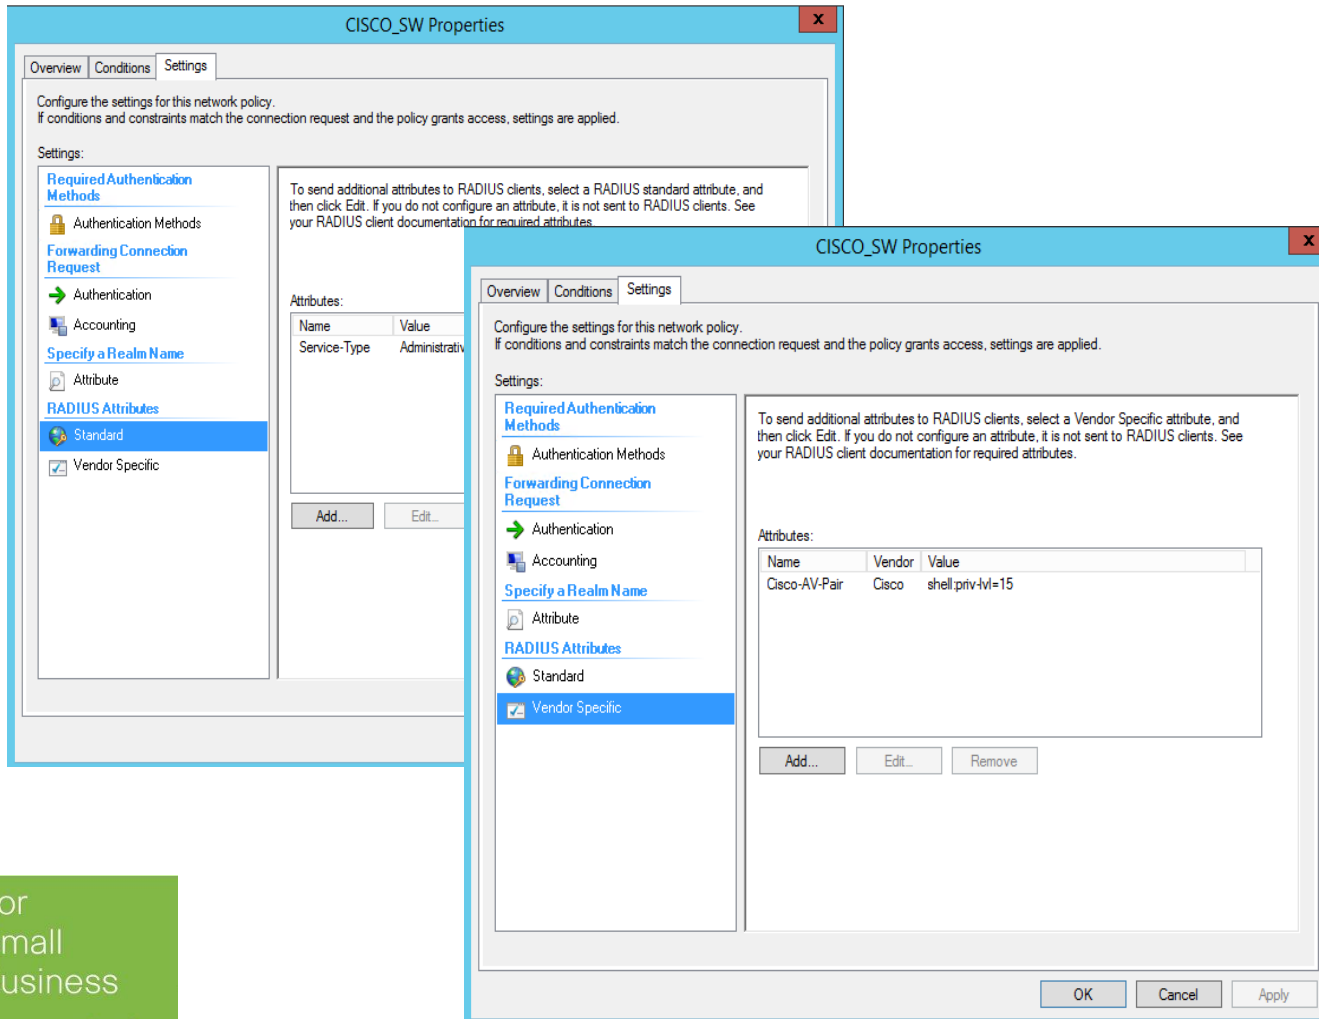 CISCO_SW Properties
x
Overview Conditions Settings
Configure the settings for this network policy.
If conditions and constraints match the connection request and the policy grants access, settings are applied.
Settings:
Required Authentication
Methods
Authentication Methods
Forwarding Connection
Request
Authentication
Accounting
Specify a Realm Name
Attribute
RADIUS Attributes
Standard
Vendor Specific
To send additional attributes to RADIUS clients, select a RADIUS standard attribute, and
then click Edit. If you do not configure an attribute, it is not sent to RADIUS clients. See
your RADIUS client documentation for required attributes.
Attributes:
Name Value
Service-Type Administrativ
Add... Edit...
CISCO_SW Properties
x
Overview Conditions Settings
Configure the settings for this network policy.
If conditions and constraints match the connection request and the policy grants access, settings are applied.
Settings:
Required Authentication
Methods
Authentication Methods
Forwarding Connection
Request
Authentication
Accounting
Specify a Realm Name
Attribute
RADIUS Attributes
Standard
Vendor Specific
To send additional attributes to RADIUS clients, select a Vendor Specific attribute, and
then click Edit. If you do not configure an attribute, it is not sent to RADIUS clients. See
your RADIUS client documentation for required attributes.
Attributes:
Name Vendor Value
Cisco-AV-Pair Cisco shell:priv-lvl=15
Add... Edit... Remove
OK Cancel Apply
or
mall
usiness